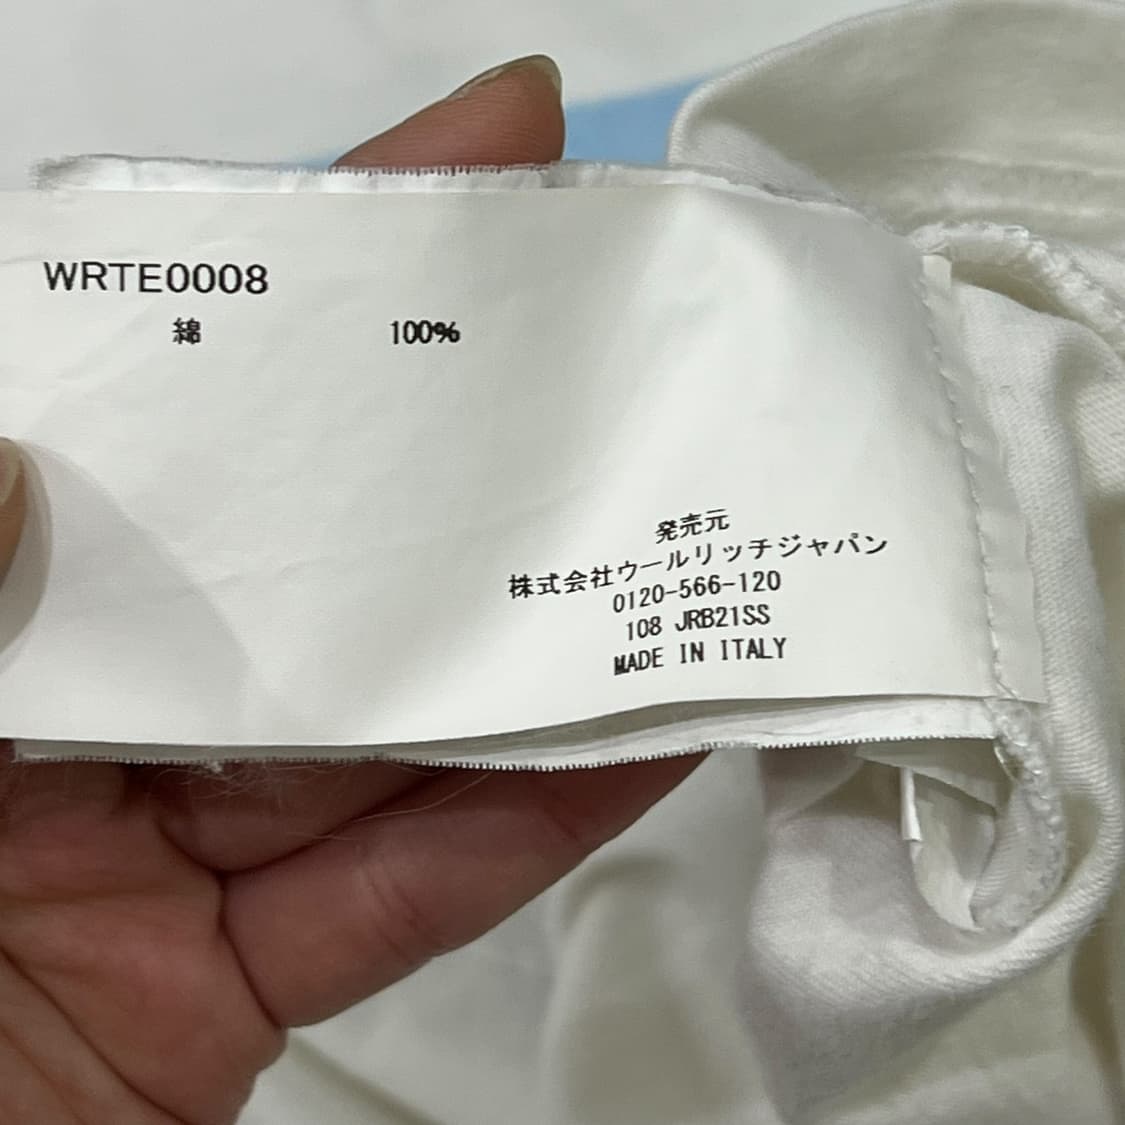 WRTE0008
綿 100%
発売元
株式会社ウールリッチジャパン
0120-566-120
108 JRB21SS
MADE IN ITALY